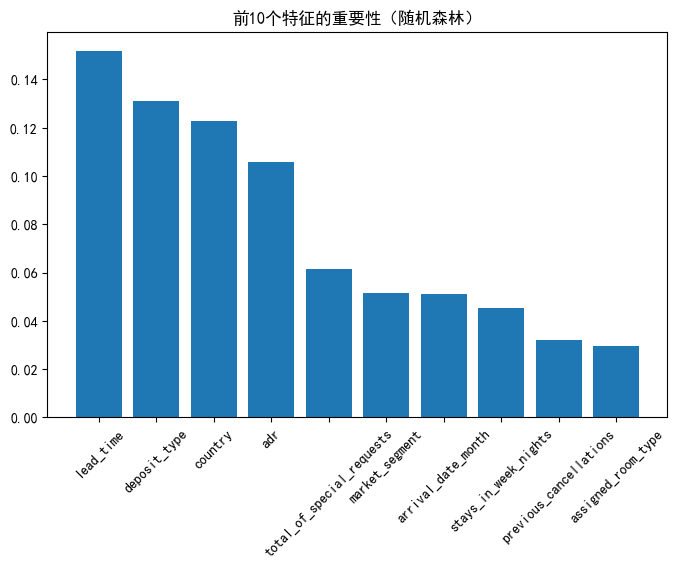 前10个特征的重要性（随机森林）
0.14
0.12
0.10
0.08
0.06
0.04
0.02
0.00
lead_time
deposit_type
country
adr
total_of_special_requests
market_segment
arrival_date_month
stays_in_week_nights
previous_cancellations
assigned_room_type